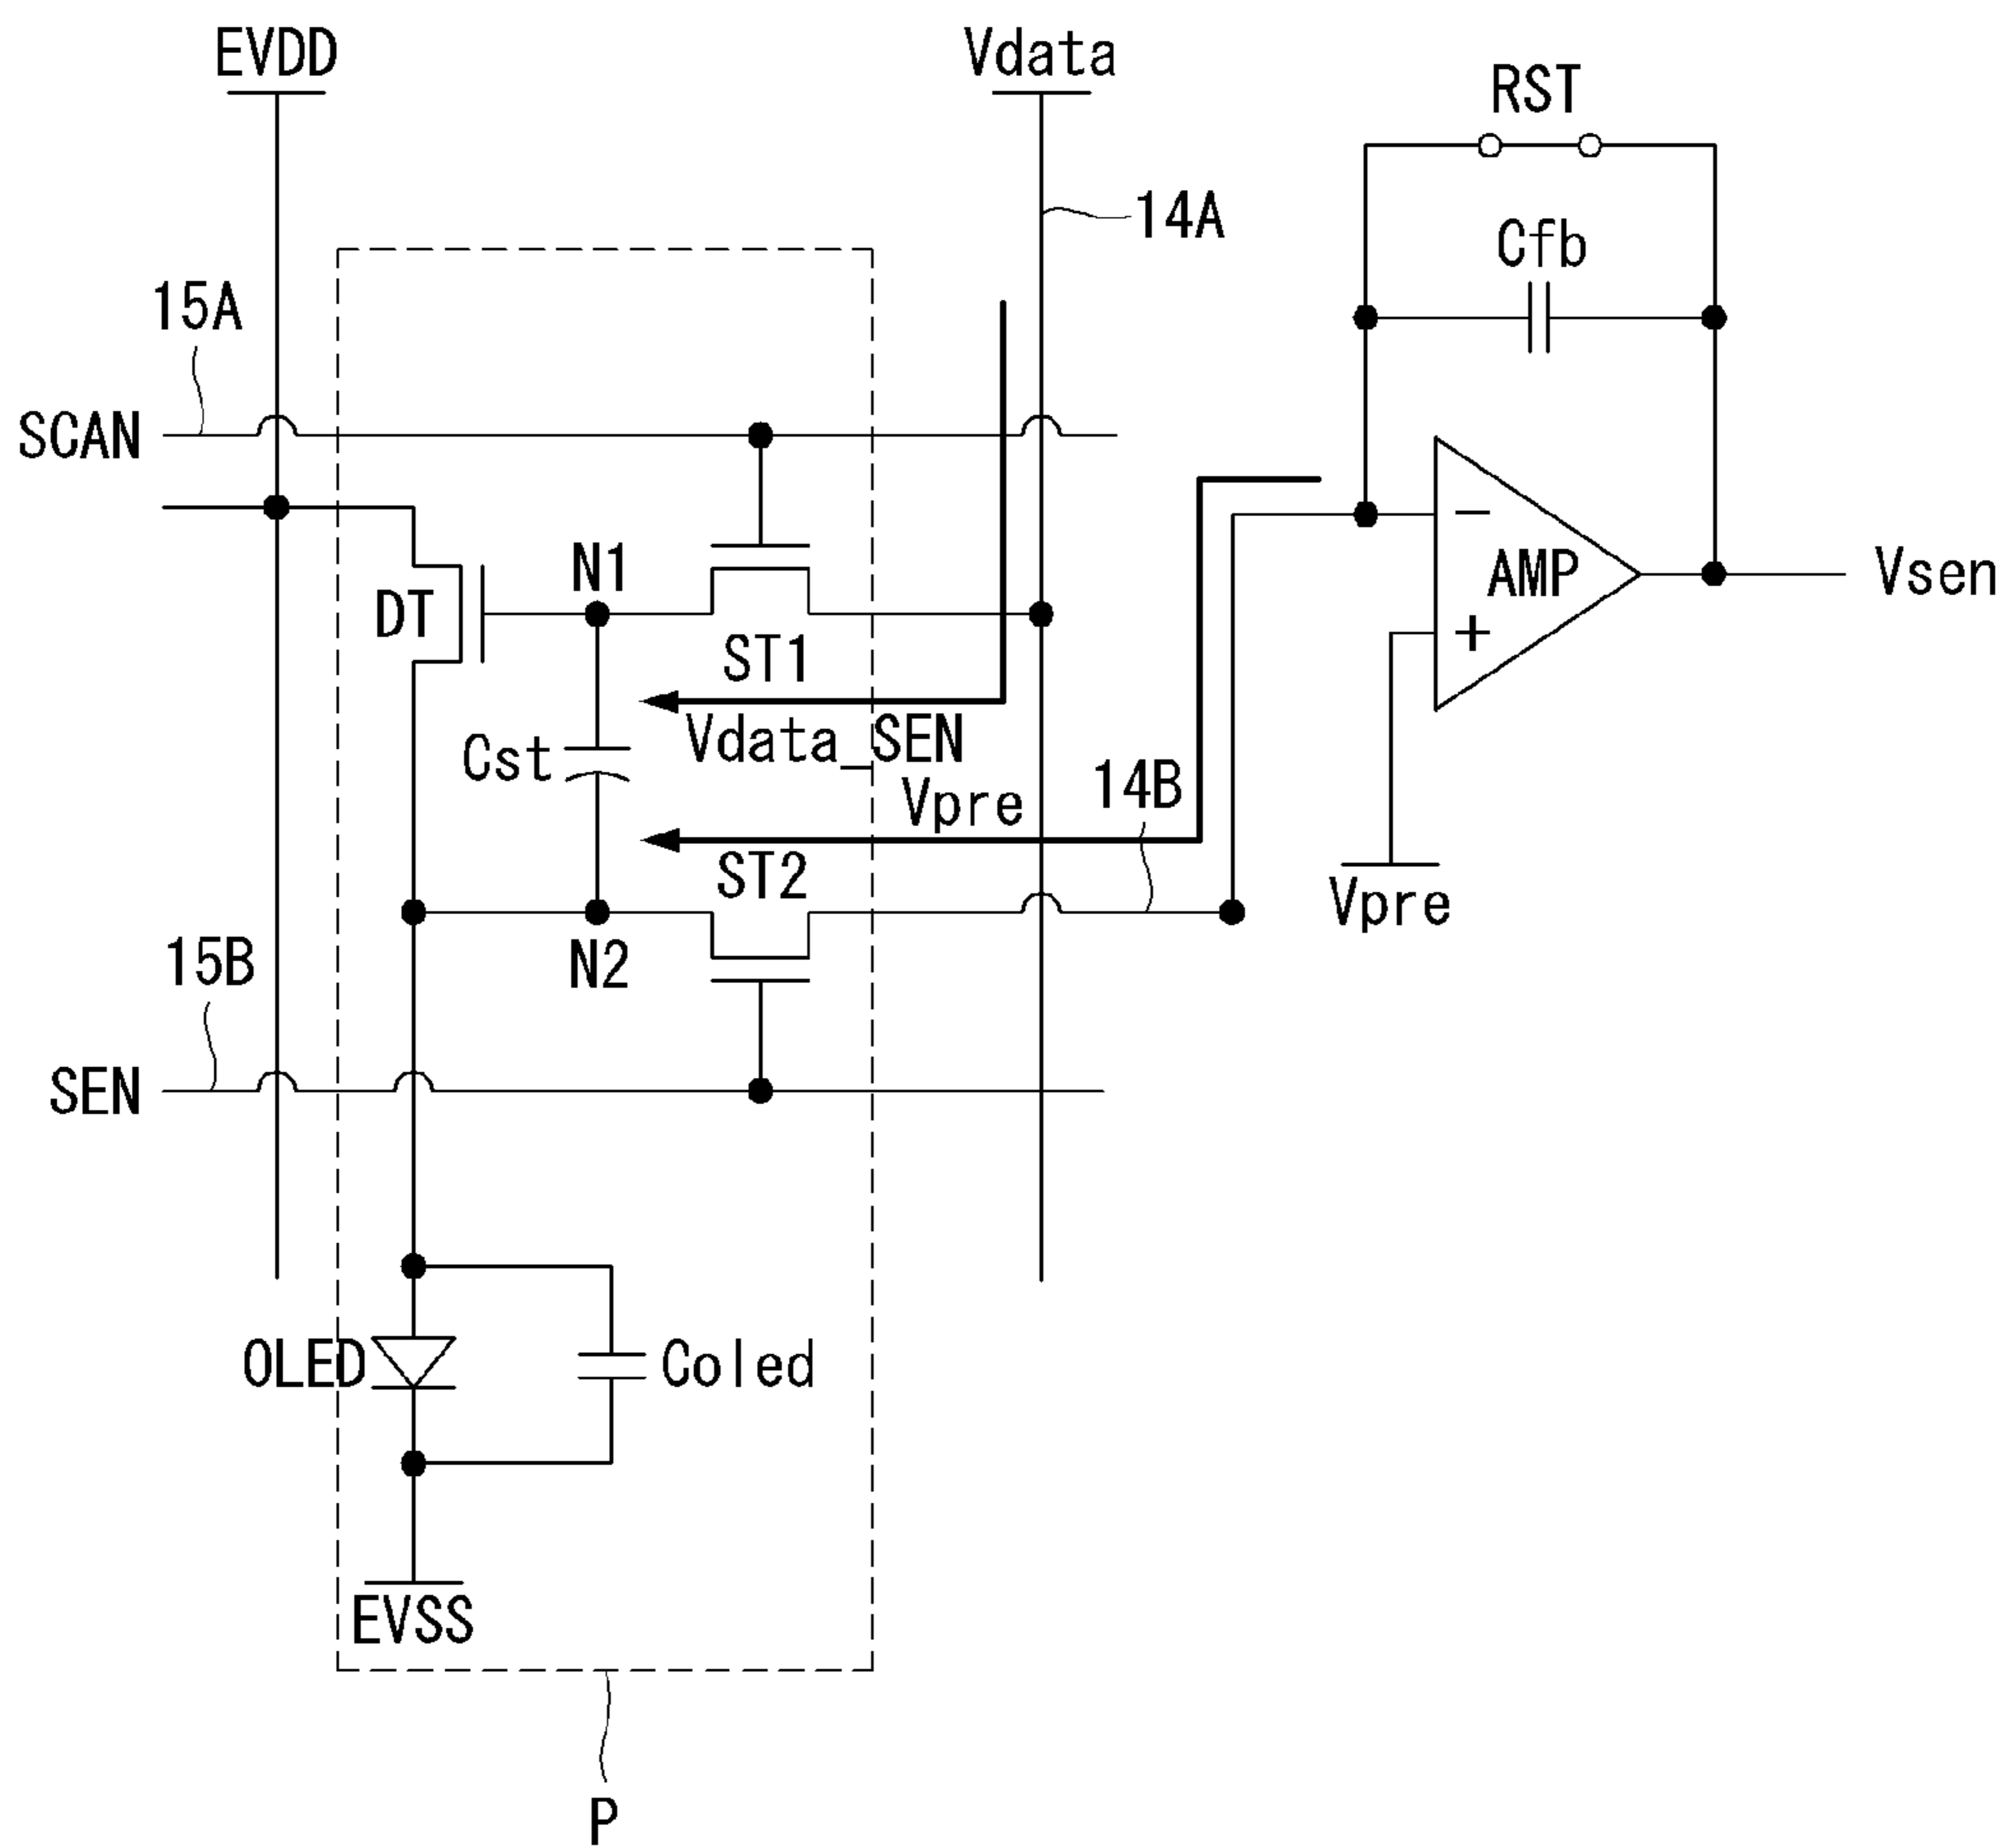 EVDD
Vdata
RST
14A
Cfb
15A
SCAN
N1
DT
AMP
−
+
Vsen
ST1
Vdata_SEN
Cst
Vpre
14B
ST2
Vpre
N2
15B
SEN
OLED
Coled
EVSS
P